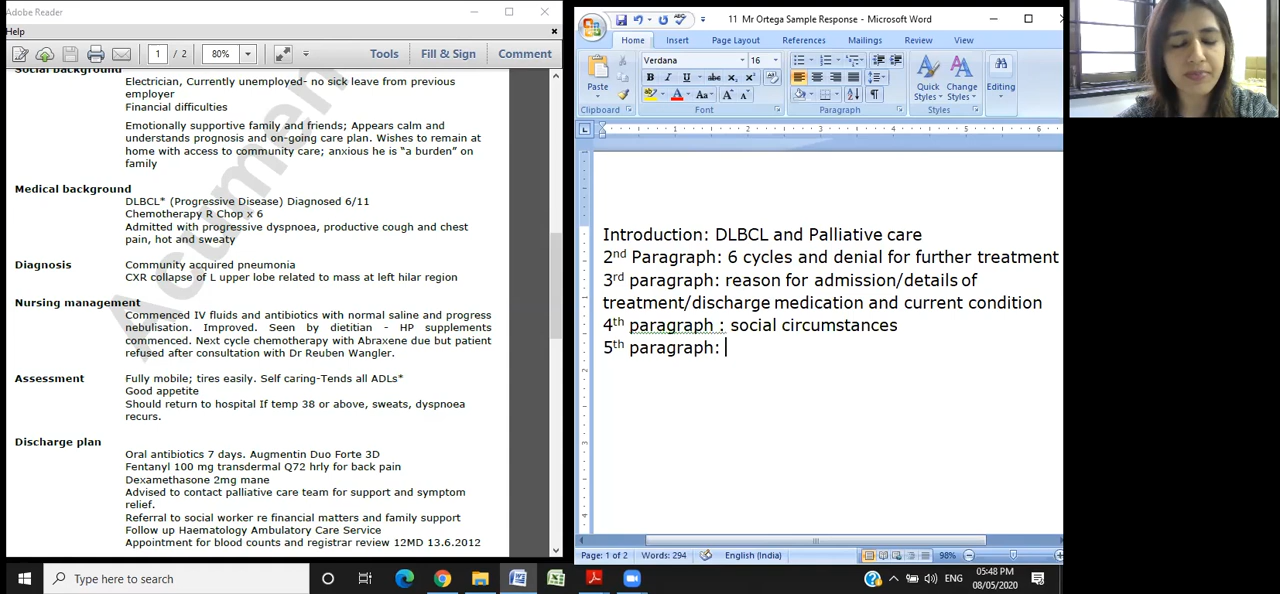 Adobe Reader
11 Mr Ortega Sample Response - Microsoft Word
Help
Home Insert Page Layout References Mailings Review View
1 / 2 80% Tools Fill & Sign Comment
Verdana 16
Paste B I U abc x₂ x² Aa A A Quick Styles Change Styles Editing
Clipboard Font Paragraph Styles
Social background
Electrician, Currently unemployed- no sick leave from previous
employer
Financial difficulties
Emotionally supportive family and friends; Appears calm and
understands prognosis and on-going care plan. Wishes to remain at
home with access to community care; anxious he is “a burden” on
family
Medical background
DLBCL* (Progressive Disease) Diagnosed 6/11
Chemotherapy R Chop x 6
Admitted with progressive dyspnoea, productive cough and chest
pain, hot and sweaty
Diagnosis
Community acquired pneumonia
CXR collapse of L upper lobe related to mass at left hilar region
Nursing management
Commenced IV fluids and antibiotics with normal saline and progress
nebulisation. Improved. Seen by dietitian - HP supplements
commenced. Next cycle chemotherapy with Abraxene due but patient
refused after consultation with Dr Reuben Wangler.
Assessment
Fully mobile; tires easily. Self caring-Tends all ADLs*
Good appetite
Should return to hospital If temp 38 or above, sweats, dyspnoea
recurs.
Discharge plan
Oral antibiotics 7 days. Augmentin Duo Forte 3D
Fentanyl 100 mg transdermal Q72 hrly for back pain
Dexamethasone 2mg mane
Advised to contact palliative care team for support and symptom
relief.
Referral to social worker re financial matters and family support
Follow up Haematology Ambulatory Care Service
Appointment for blood counts and registrar review 12MD 13.6.2012
Acumen
1 2 3 4 5 6
Introduction: DLBCL and Palliative care
2nd Paragraph: 6 cycles and denial for further treatment
3rd paragraph: reason for admission/details of
treatment/discharge medication and current condition
4th paragraph : social circumstances
5th paragraph:
Page: 1 of 2 Words: 294 English (India) 98%
Type here to search
ENG 05:48 PM
08/05/2020